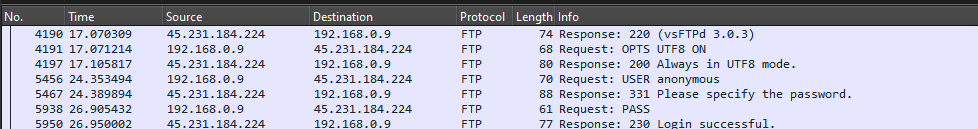 No. Time Source Destination Protocol Length Info
4190 17.070309 45.231.184.224 192.168.0.9 FTP 74 Response: 220 (vsFTPd 3.0.3)
4191 17.071214 192.168.0.9 45.231.184.224 FTP 68 Request: OPTS UTF8 ON
4197 17.105817 45.231.184.224 192.168.0.9 FTP 80 Response: 200 Always in UTF8 mode.
5456 24.353494 192.168.0.9 45.231.184.224 FTP 70 Request: USER anonymous
5467 24.389894 45.231.184.224 192.168.0.9 FTP 88 Response: 331 Please specify the password.
5938 26.905432 192.168.0.9 45.231.184.224 FTP 61 Request: PASS
5950 26.950002 45.231.184.224 192.168.0.9 FTP 77 Response: 230 Login successful.